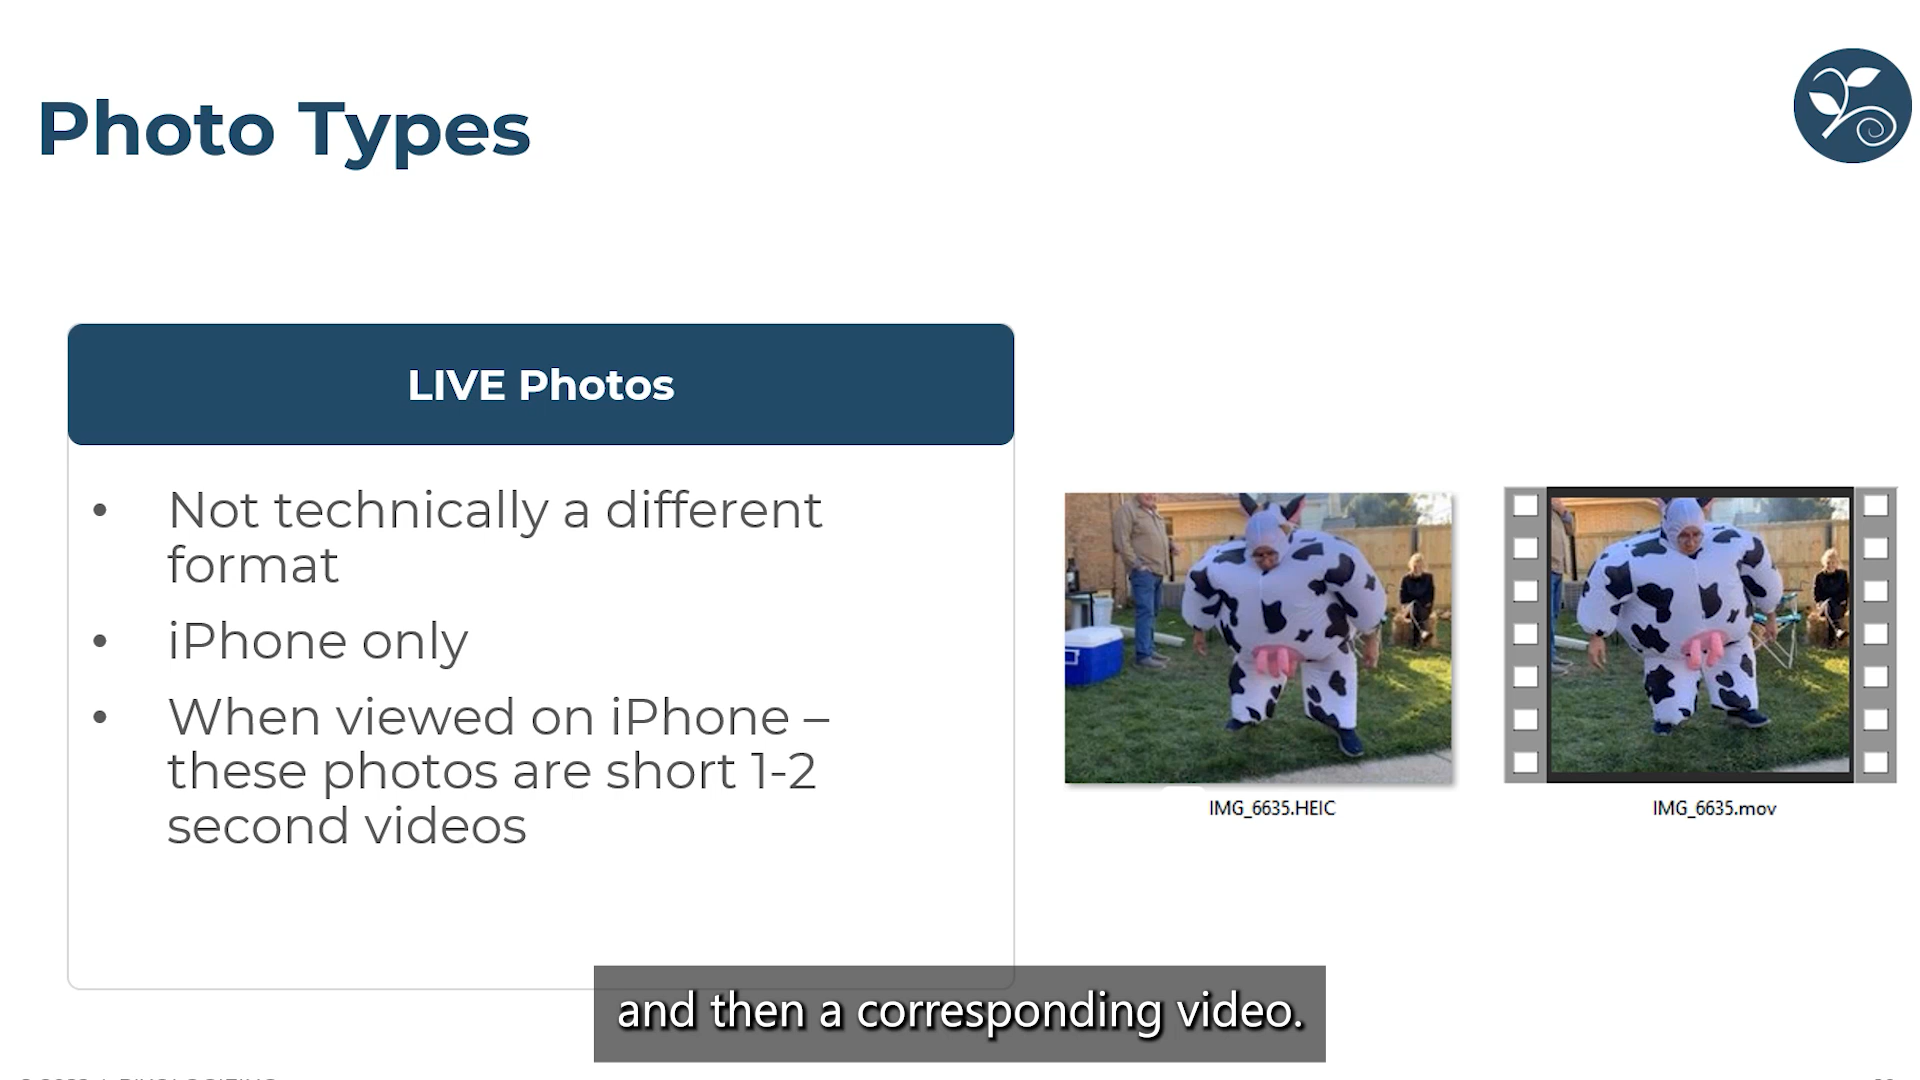 Photo Types
LIVE Photos
• Not technically a different
format
• iPhone only
• When viewed on iPhone –
these photos are short 1-2
second videos
IMG_6635.HEIC
IMG_6635.mov
and then a corresponding video.